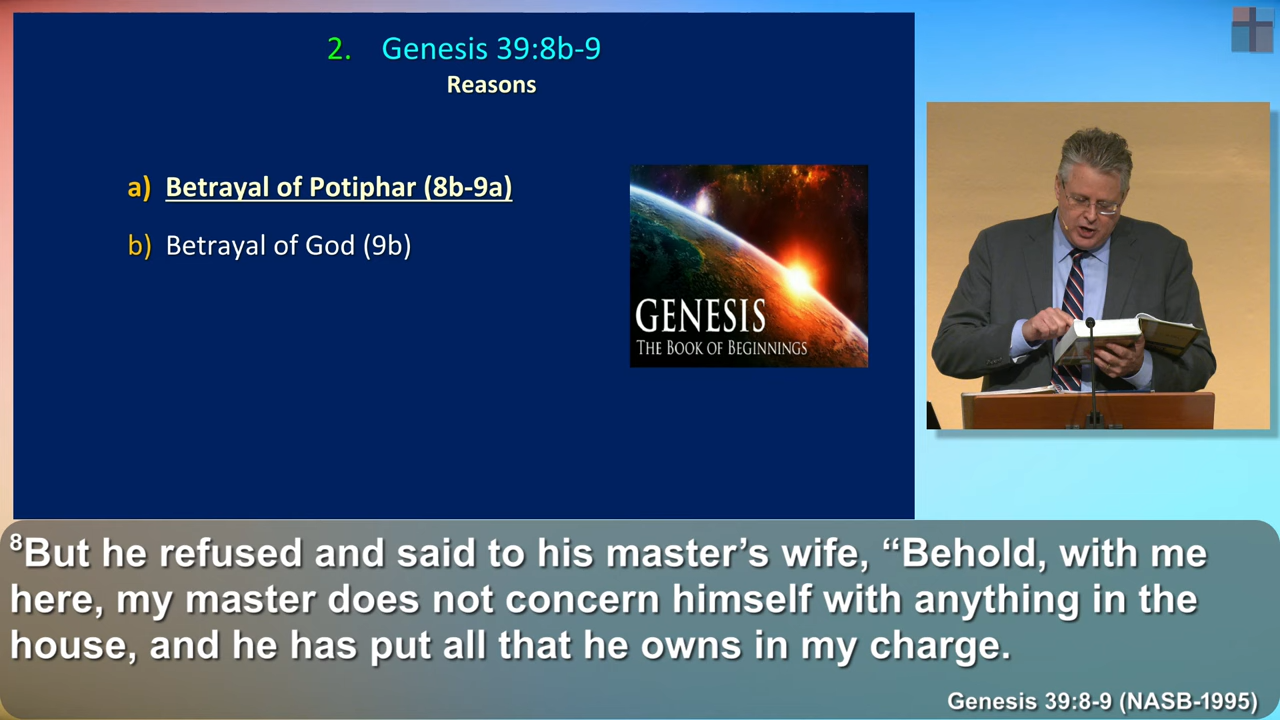 2. Genesis 39:8b-9
Reasons
a) Betrayal of Potiphar (8b-9a)
b) Betrayal of God (9b)
GENESIS
THE BOOK OF BEGINNINGS
⁸But he refused and said to his master’s wife, “Behold, with me
here, my master does not concern himself with anything in the
house, and he has put all that he owns in my charge.
Genesis 39:8-9 (NASB-1995)